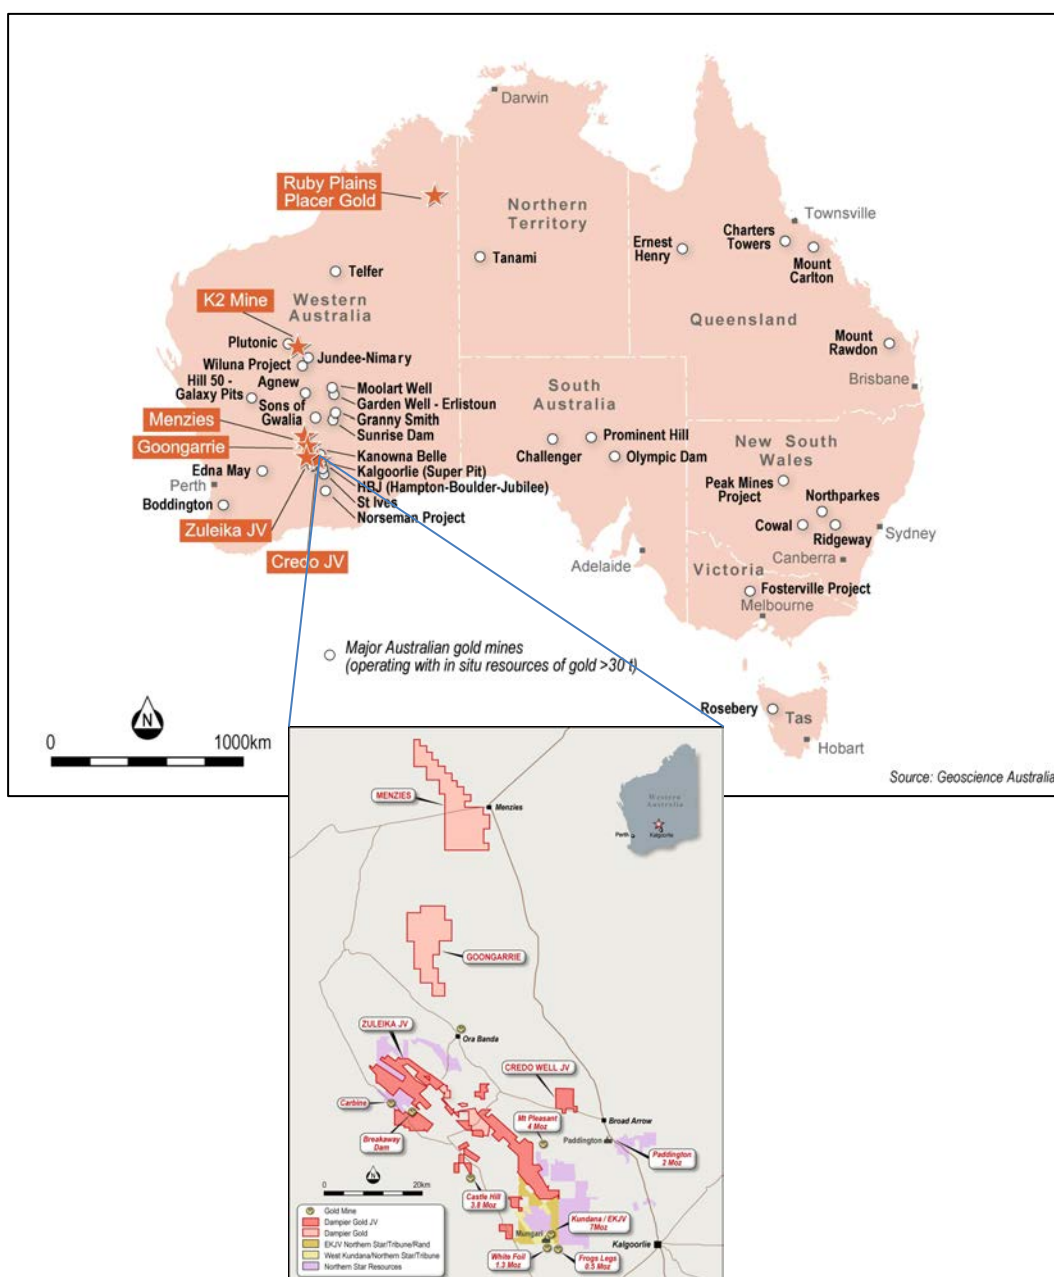 Darwin
Ruby Plains
Placer Gold
Northern
Territory
Townsville
Charters
Towers
Mount
Carlton
Ernest
Henry
Tanami
Telfer
K2 Mine
Western
Australia
Queensland
Plutonic
Jundee-Nimary
Wiluna Project
Mount
Rawdon
Brisbane
Hill 50 -
Galaxy Pits
Agnew
Moolart Well
Garden Well - Erlistoun
South
Australia
Sons of
Gwalia
Granny Smith
Sunrise Dam
Menzies
Goongarrie
Kanowna Belle
Prominent Hill
Challenger
Olympic Dam
New South
Wales
Edna May
Kalgoorlie (Super Pit)
Perth
HBJ (Hampton-Boulder-Jubilee)
Peak Mines
Project
Northparkes
Boddington
St Ives
Norseman Project
Zuleika JV
Cowal
Ridgeway
Sydney
Canberra
Credo JV
Adelaide
Victoria
Fosterville Project
Melbourne
Major Australian gold mines
(operating with in situ resources of gold >30 t)
Rosebery
Tas
Hobart
N
0 1000km
Source: Geoscience Australia
MENZIES
Menzies
Western
Australia
Perth
Kalgoorlie
GOONGARRIE
ZULEIKA JV
Ora Banda
CREDO WELL JV
Carbine
Breakaway
Dam
Mt Pleasant
4 Moz
Broad Arrow
Paddington
Paddington
2 Moz
N
0 20km
Castle Hill
3.8 Moz
Kundana / EKJV
7Moz
Mungari
Kalgoorlie
White Foil
1.3 Moz
Frogs Legs
0.5 Moz
Gold Mine
Dampier Gold JV
Dampier Gold
EKJV Northern Star/Tribune/Rand
West Kundana/Northern Star/Tribune
Northern Star Resources